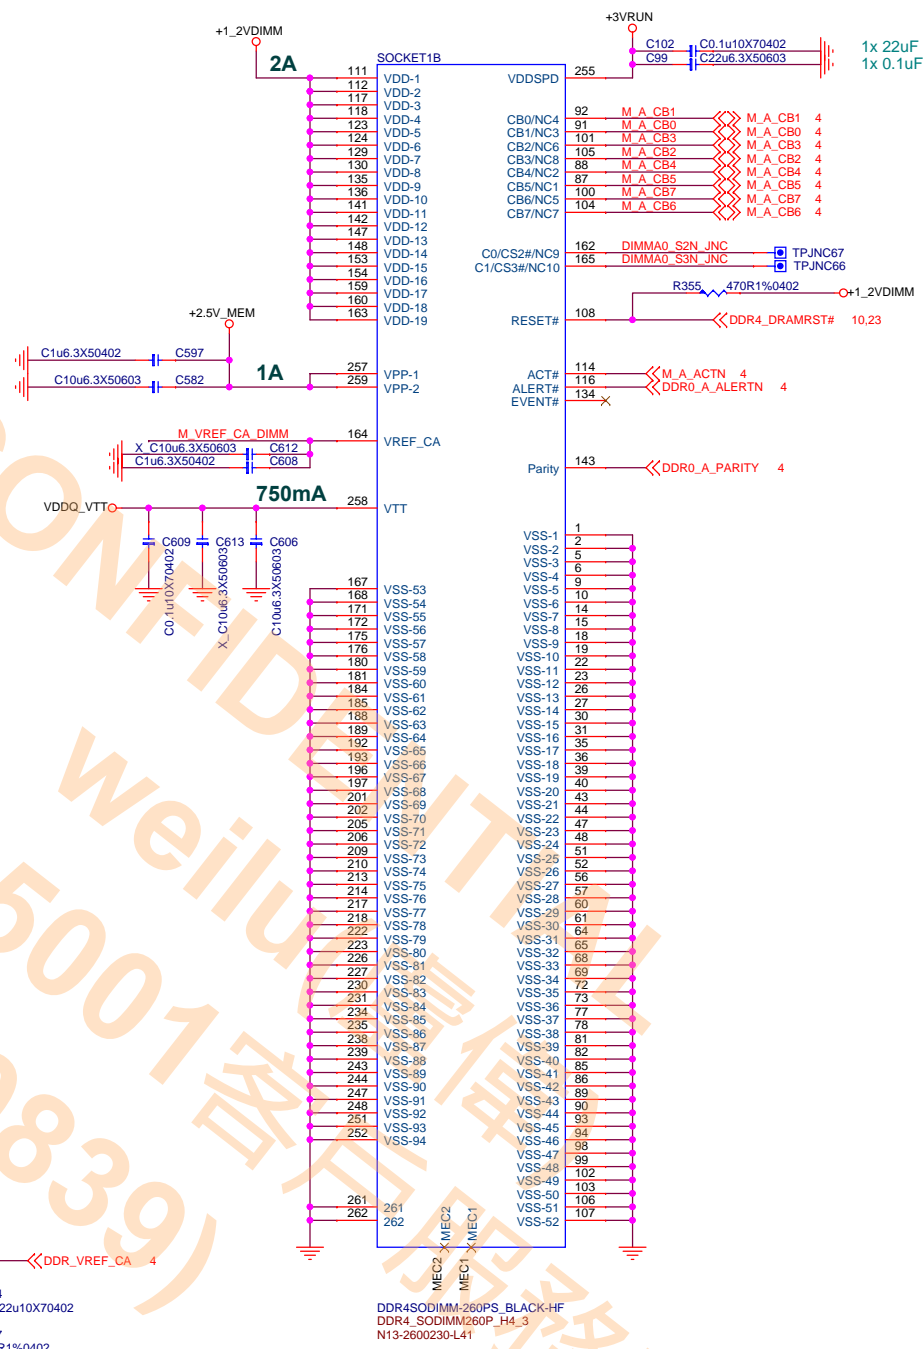 +1_2VDIMM
2A
SOCKET1B
+3VRUN
C102 C0.1u10X70402
C99 C22u6.3X50603
1x 22uF
1x 0.1uF
111 VDD-1
112 VDD-2
117 VDD-3
118 VDD-4
123 VDD-5
124 VDD-6
129 VDD-7
130 VDD-8
135 VDD-9
136 VDD-10
141 VDD-11
142 VDD-12
147 VDD-13
148 VDD-14
153 VDD-15
154 VDD-16
159 VDD-17
160 VDD-18
163 VDD-19
VDDSPD 255
CB0/NC4 92 M_A_CB1 M_A_CB1 4
CB1/NC3 91 M_A_CB0 M_A_CB0 4
CB2/NC6 101 M_A_CB3 M_A_CB3 4
CB3/NC8 105 M_A_CB2 M_A_CB2 4
CB4/NC2 88 M_A_CB4 M_A_CB4 4
CB5/NC1 87 M_A_CB5 M_A_CB5 4
CB6/NC5 100 M_A_CB7 M_A_CB7 4
CB7/NC7 104 M_A_CB6 M_A_CB6 4
C0/CS2#/NC9 162 DIMMA0_S2N_JNC TPJNC67
C1/CS3#/NC10 165 DIMMA0_S3N_JNC TPJNC66
R355 470R1%0402 +1_2VDIMM
RESET# 108 DDR4_DRAMRST# 10,23
+2.5V_MEM
C1u6.3X50402 C597
C10u6.3X50603 C582
1A
257 VPP-1
259 VPP-2
ACT# 114 M_A_ACTN 4
ALERT# 116 DDR0_A_ALERTN 4
EVENT# 134
M_VREF_CA_DIMM 164 VREF_CA
X_C10u6.3X50603 C612
C1u6.3X50402 C608
Parity 143 DDR0_A_PARITY 4
VDDQ_VTT
750mA
258 VTT
C609 C0.1u10X70402
C613 X_C10u6.3X50603
C606 C10u6.3X50603
167 VSS-53
168 VSS-54
171 VSS-55
172 VSS-56
175 VSS-57
176 VSS-58
180 VSS-59
181 VSS-60
184 VSS-61
185 VSS-62
188 VSS-63
189 VSS-64
192 VSS-65
193 VSS-66
196 VSS-67
197 VSS-68
201 VSS-69
202 VSS-70
205 VSS-71
206 VSS-72
209 VSS-73
210 VSS-74
213 VSS-75
214 VSS-76
217 VSS-77
218 VSS-78
222 VSS-79
223 VSS-80
226 VSS-81
227 VSS-82
230 VSS-83
231 VSS-84
234 VSS-85
235 VSS-86
238 VSS-87
239 VSS-88
243 VSS-89
244 VSS-90
247 VSS-91
248 VSS-92
251 VSS-93
252 VSS-94
261 261
262 262
VSS-1 1
VSS-2 2
VSS-3 5
VSS-4 6
VSS-5 9
VSS-6 10
VSS-7 14
VSS-8 15
VSS-9 18
VSS-10 19
VSS-11 22
VSS-12 23
VSS-13 26
VSS-14 27
VSS-15 30
VSS-16 31
VSS-17 35
VSS-18 36
VSS-19 39
VSS-20 40
VSS-21 43
VSS-22 44
VSS-23 47
VSS-24 48
VSS-25 51
VSS-26 52
VSS-27 56
VSS-28 57
VSS-29 60
VSS-30 61
VSS-31 64
VSS-32 65
VSS-33 68
VSS-34 69
VSS-35 72
VSS-36 73
VSS-37 77
VSS-38 78
VSS-39 81
VSS-40 82
VSS-41 85
VSS-42 86
VSS-43 89
VSS-44 90
VSS-45 93
VSS-46 94
VSS-47 98
VSS-48 99
VSS-49 102
VSS-50 103
VSS-51 106
VSS-52 107
MEC2 MEC2
MEC1 MEC1
DDR4SODIMM-260PS_BLACK-HF
DDR4_SODIMM260P_H4_3
N13-2600230-L41
DDR_VREF_CA 4
22u10X70402
R1%0402
CONFIDENTIAL
weilu
5001客戶服務
9839)